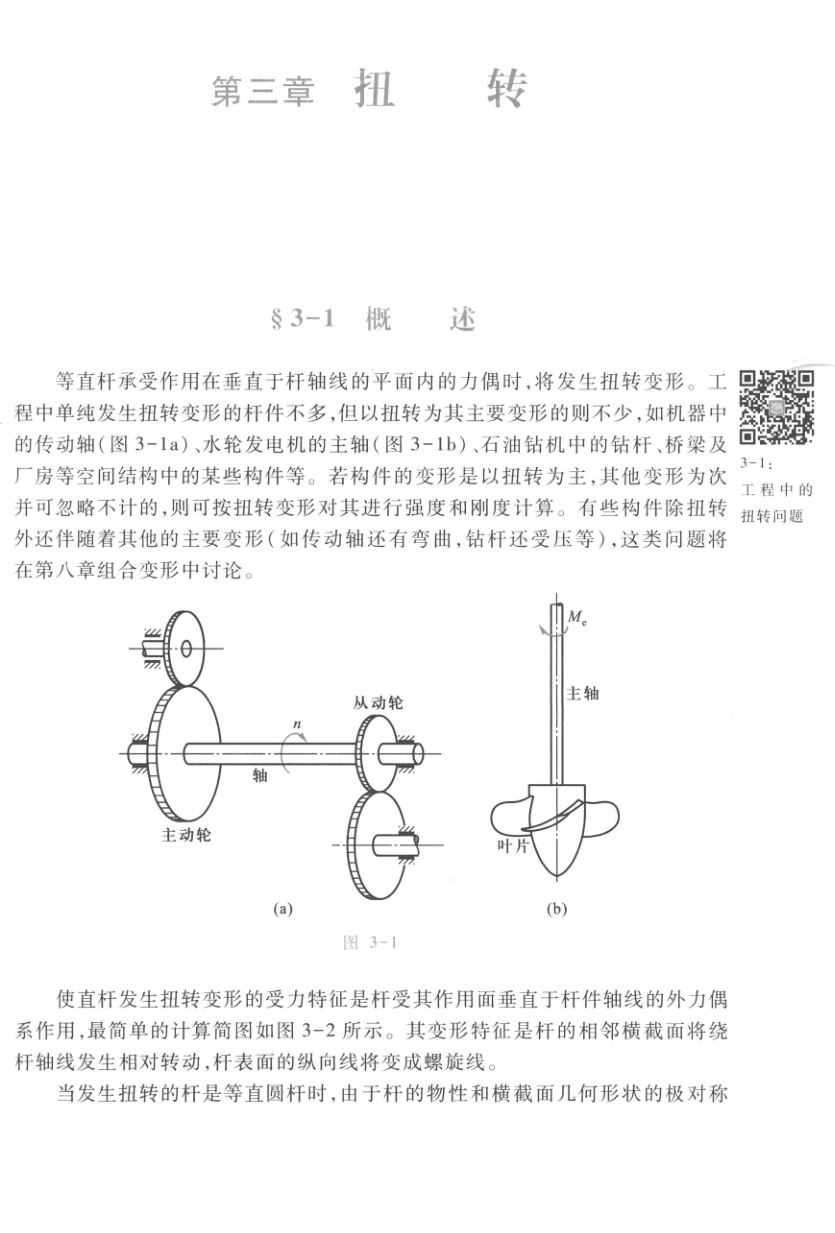 第三章 扭 转
§3-1 概 述
等直杆承受作用在垂直于杆轴线的平面内的力偶时,将发生扭转变形。工
程中单纯发生扭转变形的杆件不多,但以扭转为其主要变形的则不少,如机器中
的传动轴(图 3-1a)、水轮发电机的主轴(图 3-1b)、石油钻机中的钻杆、桥梁及
厂房等空间结构中的某些构件等。若构件的变形是以扭转为主,其他变形为次
并可忽略不计的,则可按扭转变形对其进行强度和刚度计算。有些构件除扭转
外还伴随着其他的主要变形(如传动轴还有弯曲,钻杆还受压等),这类问题将
在第八章组合变形中讨论。
3-1:
工程中的
扭转问题
从动轮
n
轴
主动轮
(a)
Me
主轴
叶片
(b)
图 3-1
使直杆发生扭转变形的受力特征是杆受其作用面垂直于杆件轴线的外力偶
系作用,最简单的计算简图如图 3-2 所示。其变形特征是杆的相邻横截面将绕
杆轴线发生相对转动,杆表面的纵向线将变成螺旋线。
当发生扭转的杆是等直圆杆时,由于杆的物性和横截面几何形状的极对称